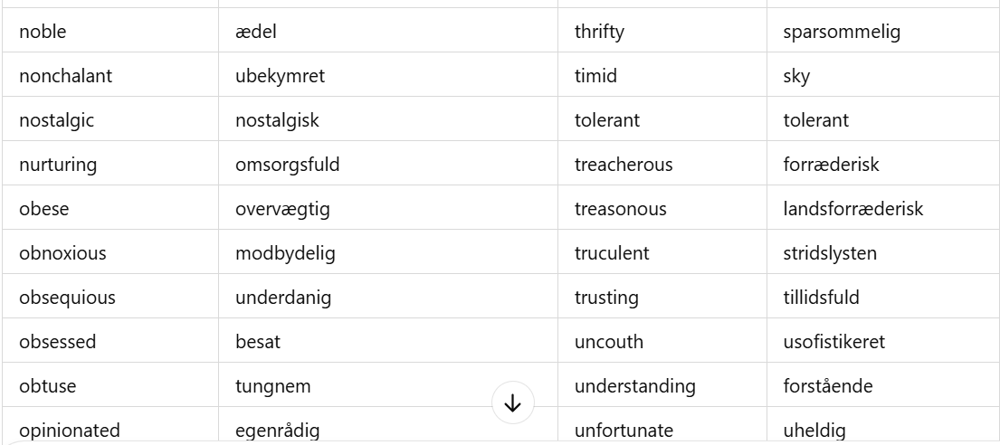 noble ædel thrifty sparsommelig
nonchalant ubekymret timid sky
nostalgic nostalgisk tolerant tolerant
nurturing omsorgsfuld treacherous forræderisk
obese overvægtig treasonous landsforræderisk
obnoxious modbydelig truculent stridslysten
obsequious underdanig trusting tillidsfuld
obsessed besat uncouth usofistikeret
obtuse tungnem understanding forstående
opinionated egenrådig unfortunate uheldig